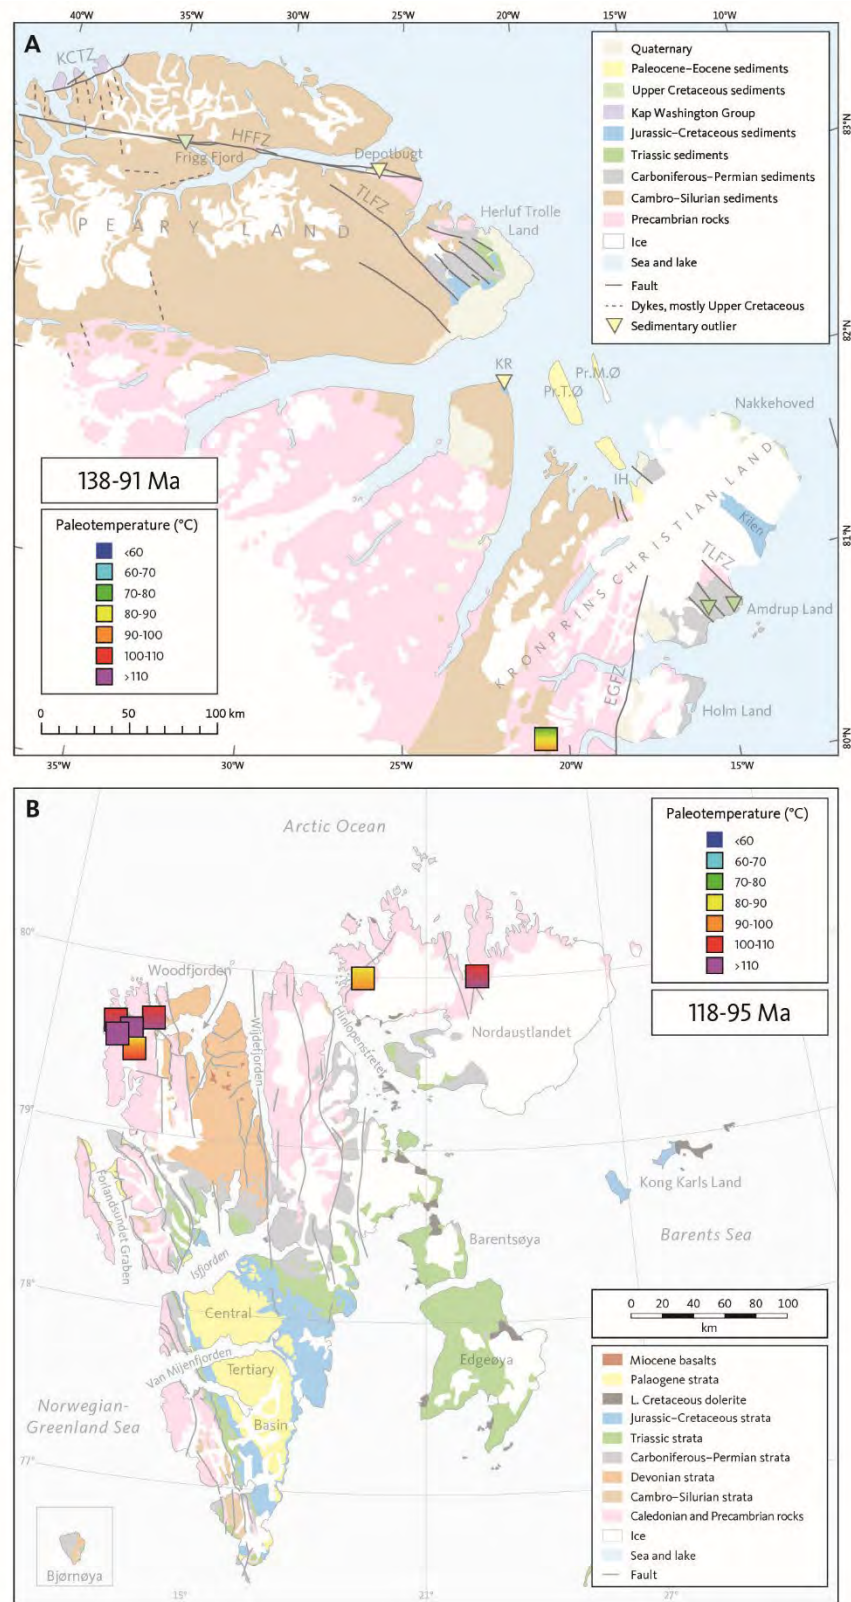 40°W 35°W 30°W 25°W 20°W 15°W 10°W
A
KCTZ
HFFZ
Frigg Fjord
Depotbugt
TLFZ
PEARY LAND
Herluf Trolle
Land
Quaternary
Paleocene–Eocene sediments
Upper Cretaceous sediments
Kap Washington Group
Jurassic–Cretaceous sediments
Triassic sediments
Carboniferous–Permian sediments
Cambro–Silurian sediments
Precambrian rocks
Ice
Sea and lake
Fault
Dykes, mostly Upper Cretaceous
Sedimentary outlier
83°N
82°N
81°N
80°N
KR
Pr.T.Ø
Pr.M.Ø
Nakkehoved
IH
KRONPRINS CHRISTIAN LAND
Kilen
TLFZ
Amdrup Land
EGFZ
Holm Land
138-91 Ma
Paleotemperature (°C)
<60
60-70
70-80
80-90
90-100
100-110
>110
0 50 100 km
35°W 30°W 25°W 20°W 15°W
B
Arctic Ocean
Paleotemperature (°C)
<60
60-70
70-80
80-90
90-100
100-110
>110
118-95 Ma
80°
79°
78°
77°
Woodfjorden
Wijdefjorden
Hinlopenstretet
Nordaustlandet
Forlandsundet Graben
Isfjorden
Kong Karls Land
Barentsøya
Barents Sea
Central
Van Mijenfjorden
Tertiary
Basin
Edgeøya
Norwegian-
Greenland Sea
0 20 40 60 80 100
km
Miocene basalts
Palaogene strata
L. Cretaceous dolerite
Jurassic–Cretaceous strata
Triassic strata
Carboniferous–Permian strata
Devonian strata
Cambro–Silurian strata
Caledonian and Precambrian rocks
Ice
Sea and lake
Fault
Bjørnøya
15° 21° 27°